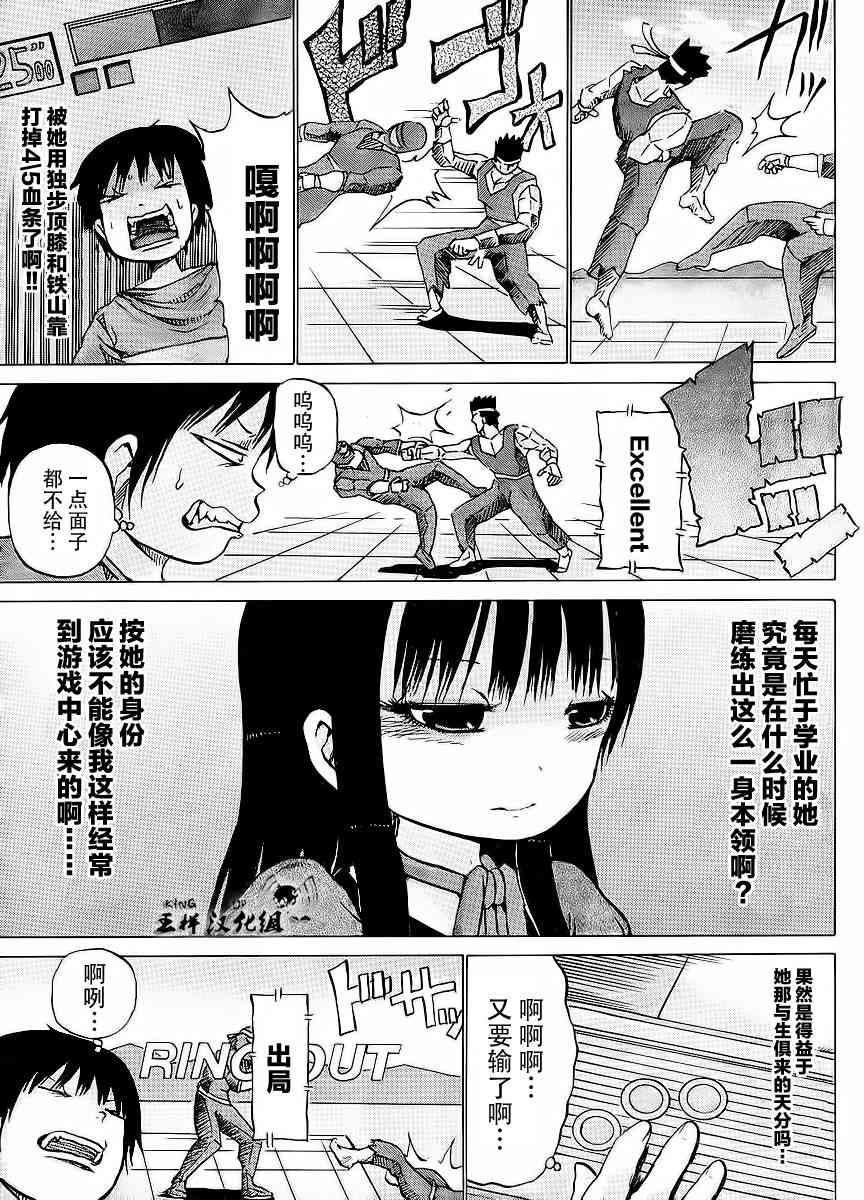 ゴメ
ドド
嘎啊啊啊啊
被她用独步顶膝和铁山靠
打掉4\5血条了啊!!
25"00
Excellent
呜呜呜…
一点面子
都不给…
每天忙于学业的她
究竟是在什么时候
磨练出这么一身本领啊?
按她的身份
应该不能像我这样经常
到游戏中心来的啊……
KING OF
王样汉化组
果然是得益于
她那与生俱来的天分吗…
啊啊啊…
又要输了啊…
ドサッ
出局
RING OUT
啊咧…